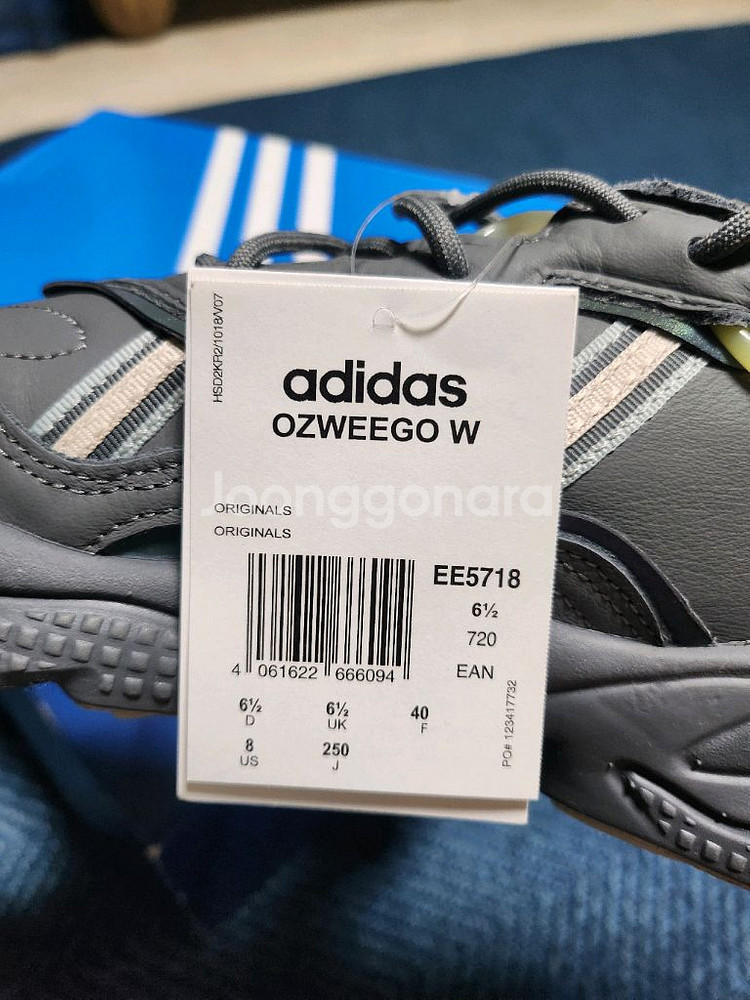 HSD2KR2/1018/V07
adidas
OZWEEGO W
Joonggonara
ORIGINALS
ORIGINALS
EE5718
6½
720
EAN
4 061622 666094
6½ 6½ 40
D UK F
8 250
US J
PO# 123417732